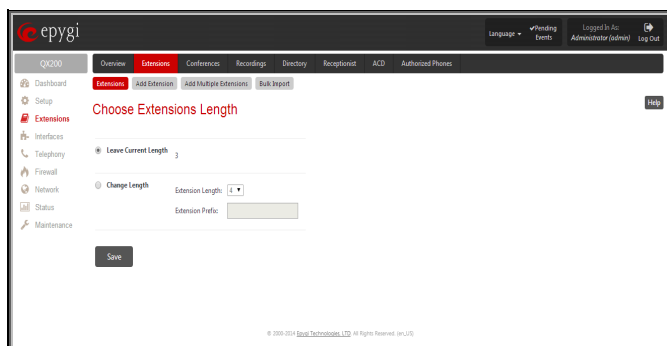 epygi
Language
✔Pending Events
Logged In As: Administrator (admin)
Log Out
QX200
Overview Extensions Conferences Recordings Directory Receptionist ACD Authorized Phones
Dashboard
Setup
Extensions
Interfaces
Telephony
Firewall
Network
Status
Maintenance
Extensions Add Extension Add Multiple Extensions Bulk Import
Help
Choose Extensions Length
Leave Current Length 3
Change Length Extension Length: 4
Extension Prefix:
Save
© 2000-2014 Epygi Technologies, LTD. All Rights Reserved. (en_US)